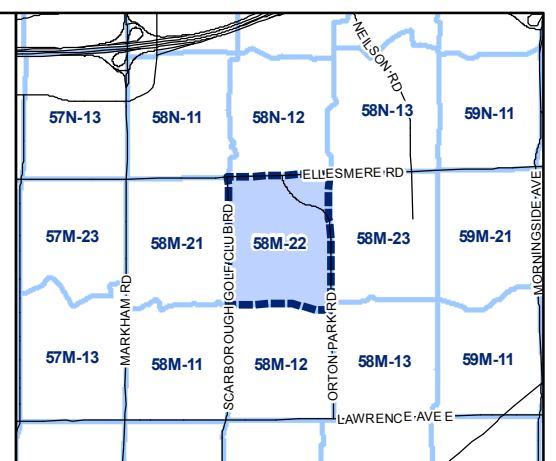 NEILSON RD
57N-13
58N-11
58N-12
58N-13
59N-11
ELLESMERE RD
57M-23
58M-21
58M-22
58M-23
59M-21
MARKHAM RD
SCARBOROUGH GOLF CLUB RD
ORTON PARK RD
MORNINGSIDE AVE
57M-13
58M-11
58M-12
58M-13
59M-11
LAWRENCE AVE E